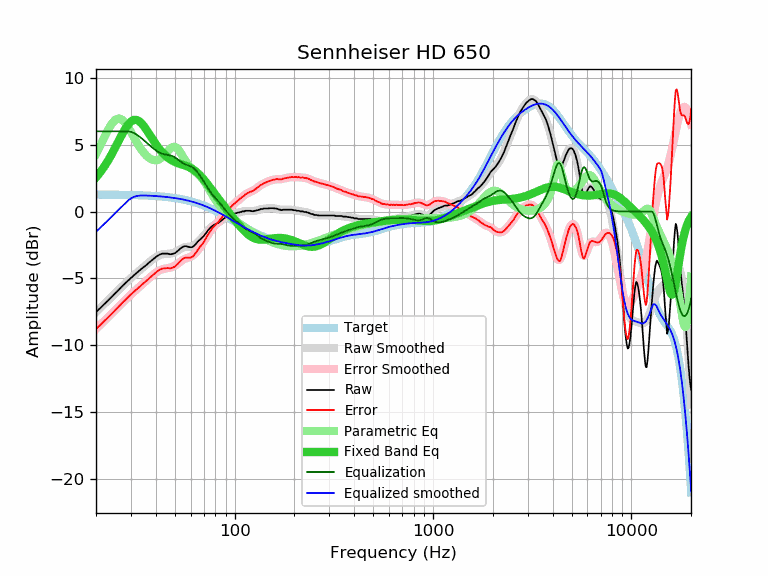 Sennheiser HD 650
Amplitude (dBr)
10
5
0
−5
−10
−15
−20
Target
Raw Smoothed
Error Smoothed
Raw
Error
Parametric Eq
Fixed Band Eq
Equalization
Equalized smoothed
100
1000
10000
Frequency (Hz)